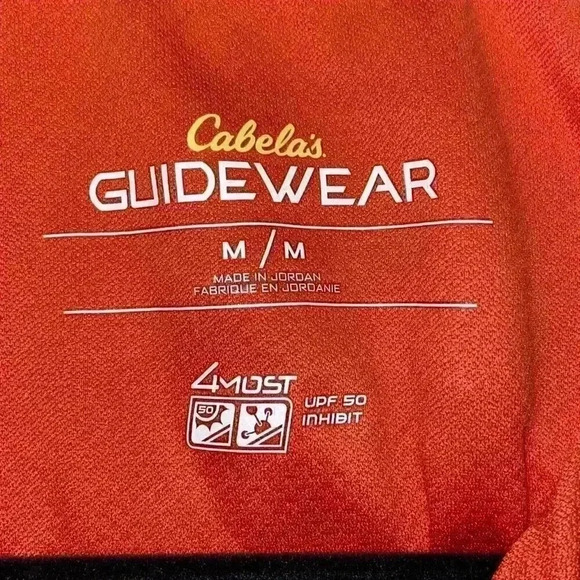 Cabela's
GUIDEWEAR
M / M
MADE IN JORDAN
FABRIQUE EN JORDANIE
4MOST
50
UPF 50
INHIBIT